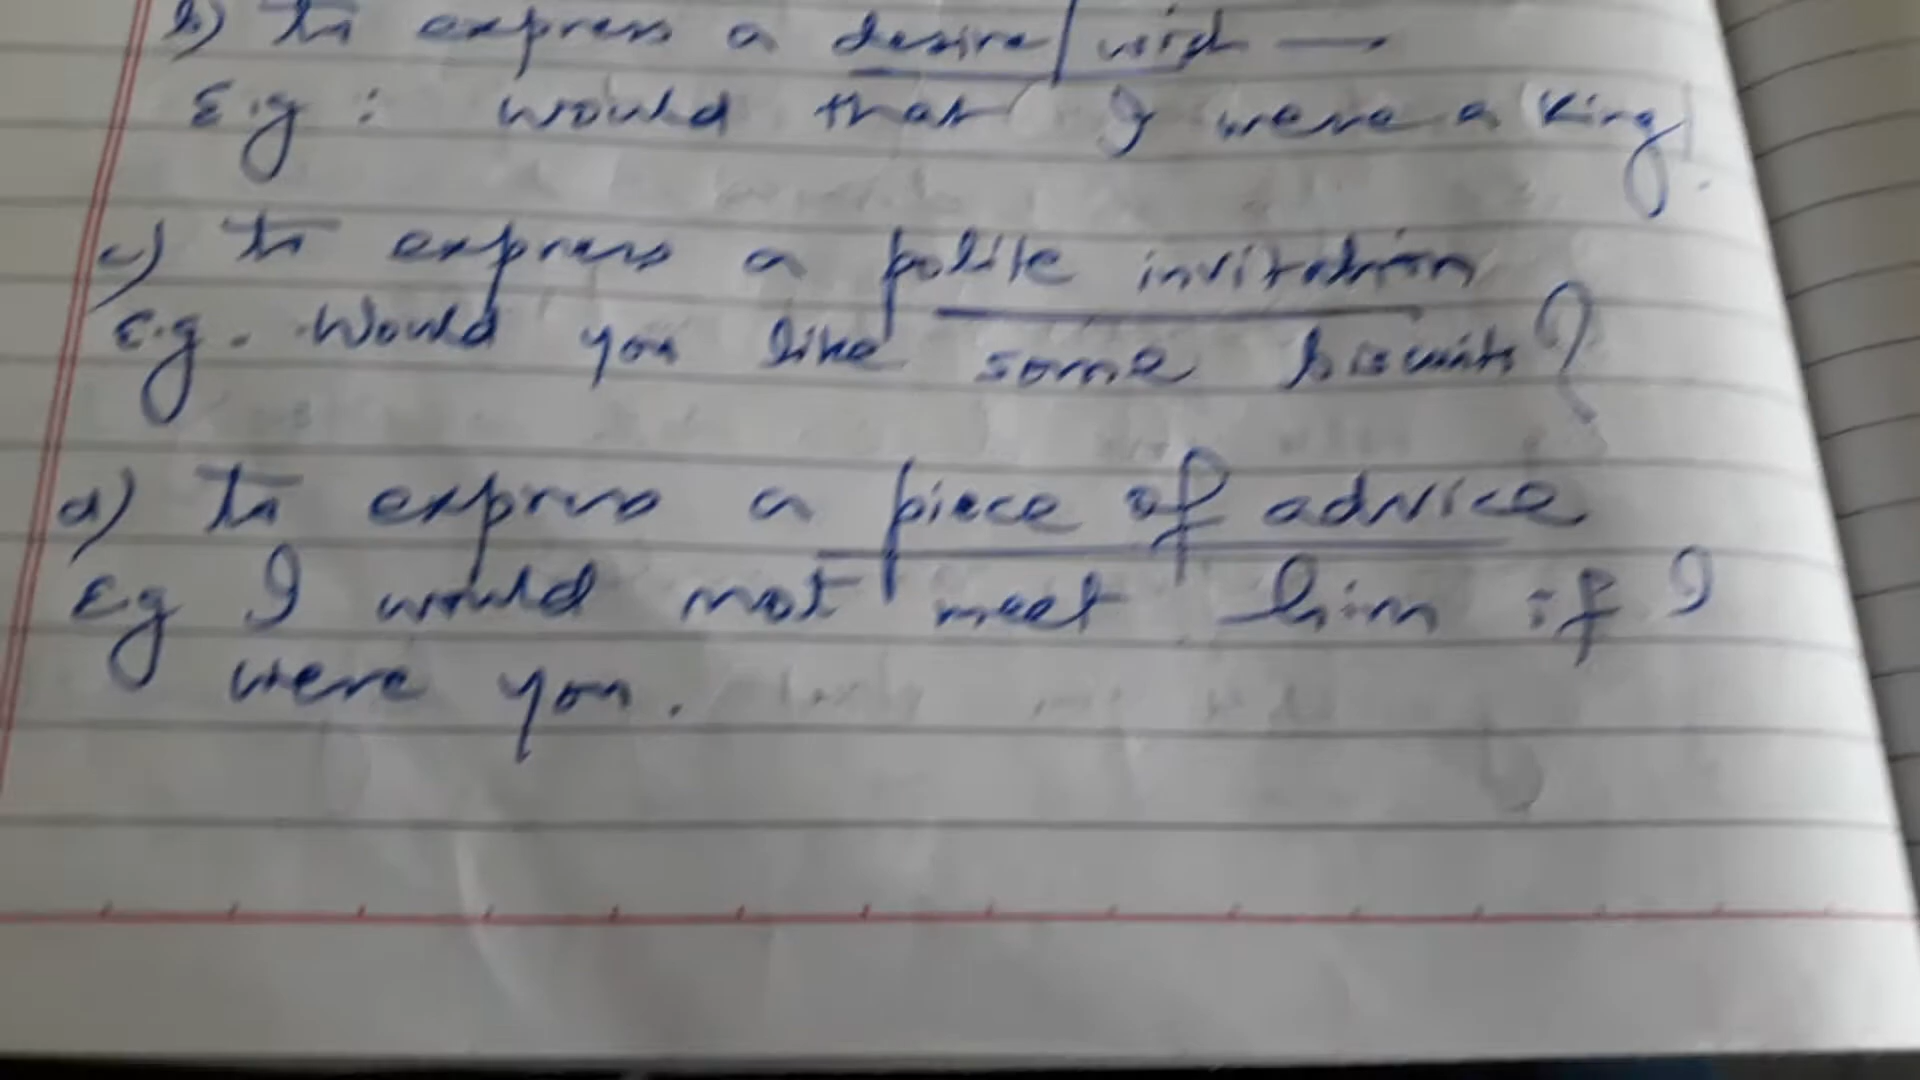 b) To express a desire/wish —
E.g : Would that I were a King!
c) To express a polite invitation
E.g. Would you like some biscuits?
d) To express a piece of advice
Eg I would not meet him if I
were you.